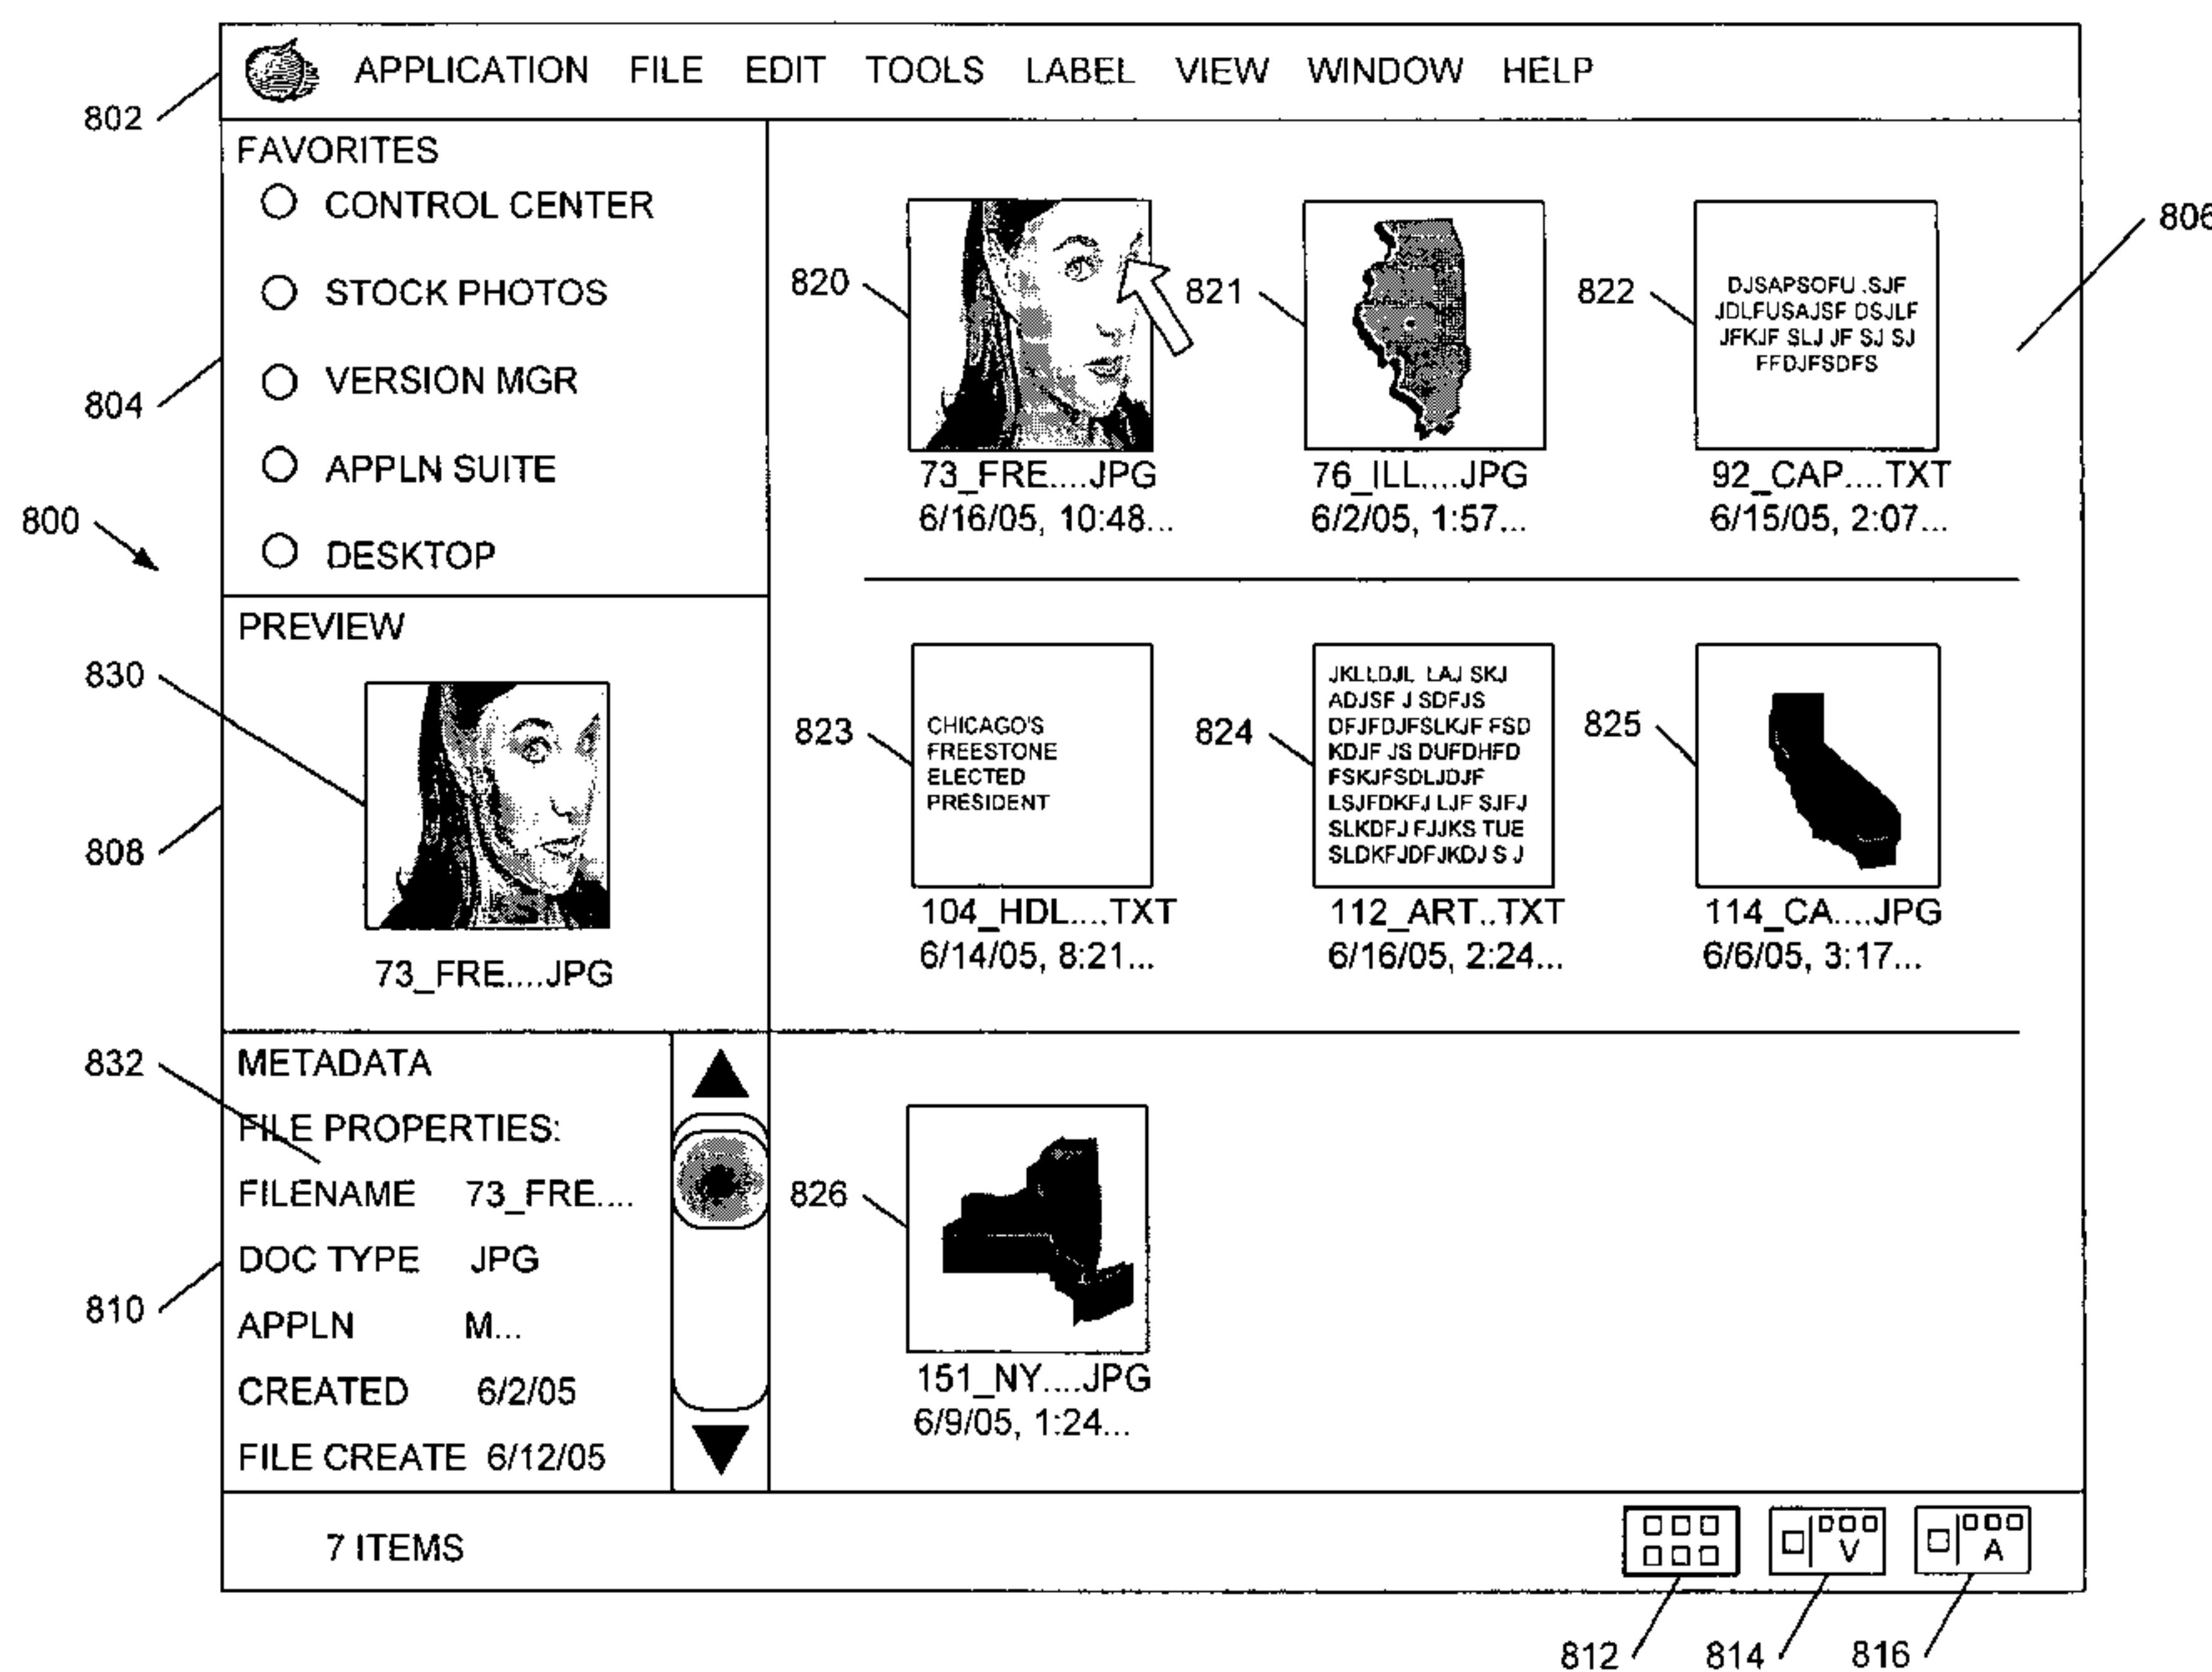 APPLICATION FILE EDIT TOOLS LABEL VIEW WINDOW HELP
802
FAVORITES
CONTROL CENTER
STOCK PHOTOS
VERSION MGR
APPLN SUITE
DESKTOP
804
800
806
820
821
822
DJSAPSOFU .SJF
JDLFUSAJSF DSJLF
JFKJF SLJ JF SJ SJ
FFDJFSDFS
73_FRE....JPG
6/16/05, 10:48...
76_ILL....JPG
6/2/05, 1:57...
92_CAP....TXT
6/15/05, 2:07...
PREVIEW
830
808
73_FRE....JPG
823
CHICAGO'S
FREESTONE
ELECTED
PRESIDENT
824
JKLLDJL LAJ SKJ
ADJSF J SDFJS
DFJFDJFSLKJF FSD
KDJF JS DUFDHFD
FSKJFSDLJDJF
LSJFDKFJ LJF SJFJ
SLKDFJ FJJKS TUE
SLDKFJDFJKDJ S J
825
104_HDL....TXT
6/14/05, 8:21...
112_ART..TXT
6/16/05, 2:24...
114_CA....JPG
6/6/05, 3:17...
832
METADATA
FILE PROPERTIES:
FILENAME 73_FRE....
DOC TYPE JPG
810
APPLN M...
CREATED 6/2/05
FILE CREATE 6/12/05
826
151_NY....JPG
6/9/05, 1:24...
7 ITEMS
V
A
812
814
816